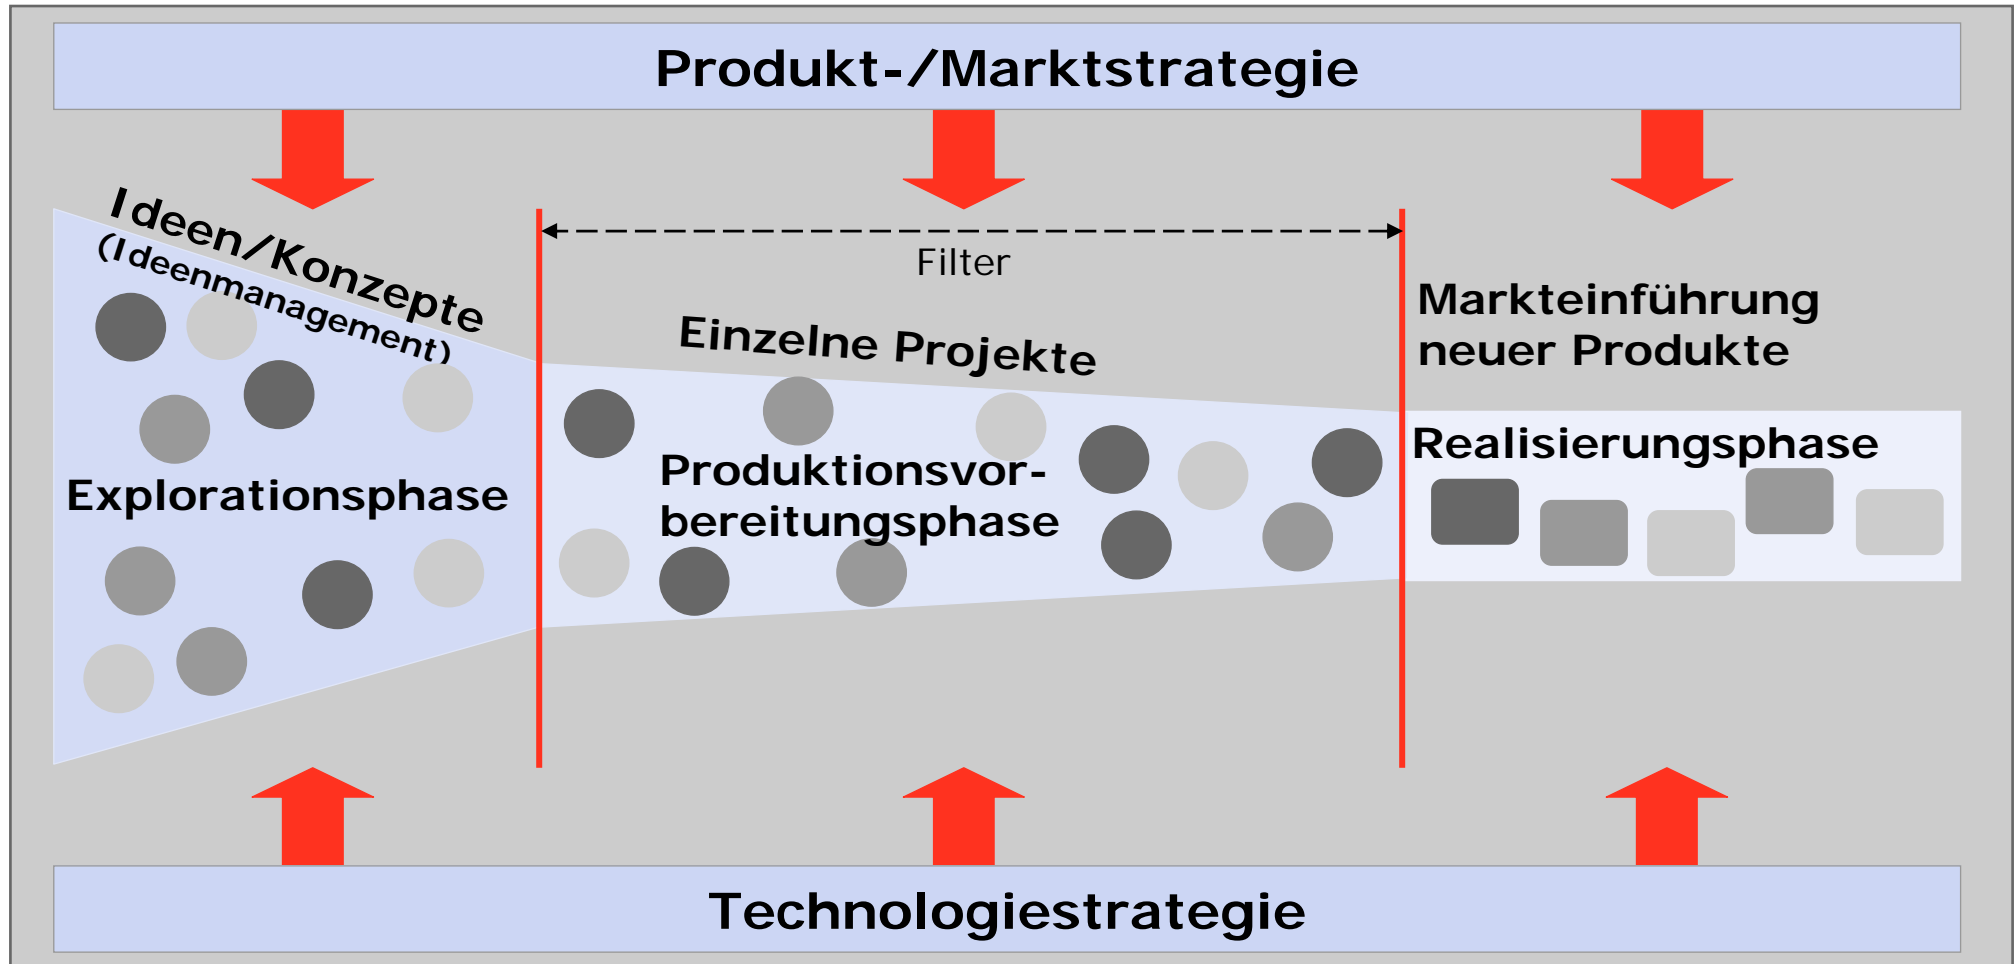 Produkt-/Marktstrategie
Ideen/Konzepte
(Ideenmanagement)
Filter
Einzelne Projekte
Markteinführung
neuer Produkte
Explorationsphase
Produktionsvor-
bereitungsphase
Realisierungsphase
Technologiestrategie